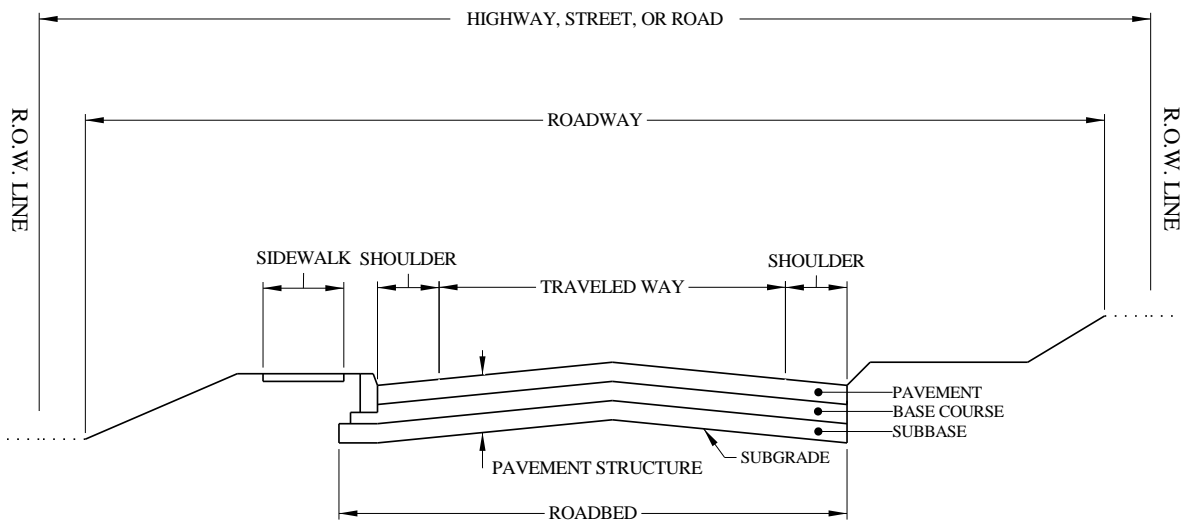 HIGHWAY, STREET, OR ROAD
R.O.W. LINE
R.O.W. LINE
ROADWAY
SIDEWALK
SHOULDER
SHOULDER
TRAVELED WAY
PAVEMENT
BASE COURSE
SUBBASE
SUBGRADE
PAVEMENT STRUCTURE
ROADBED